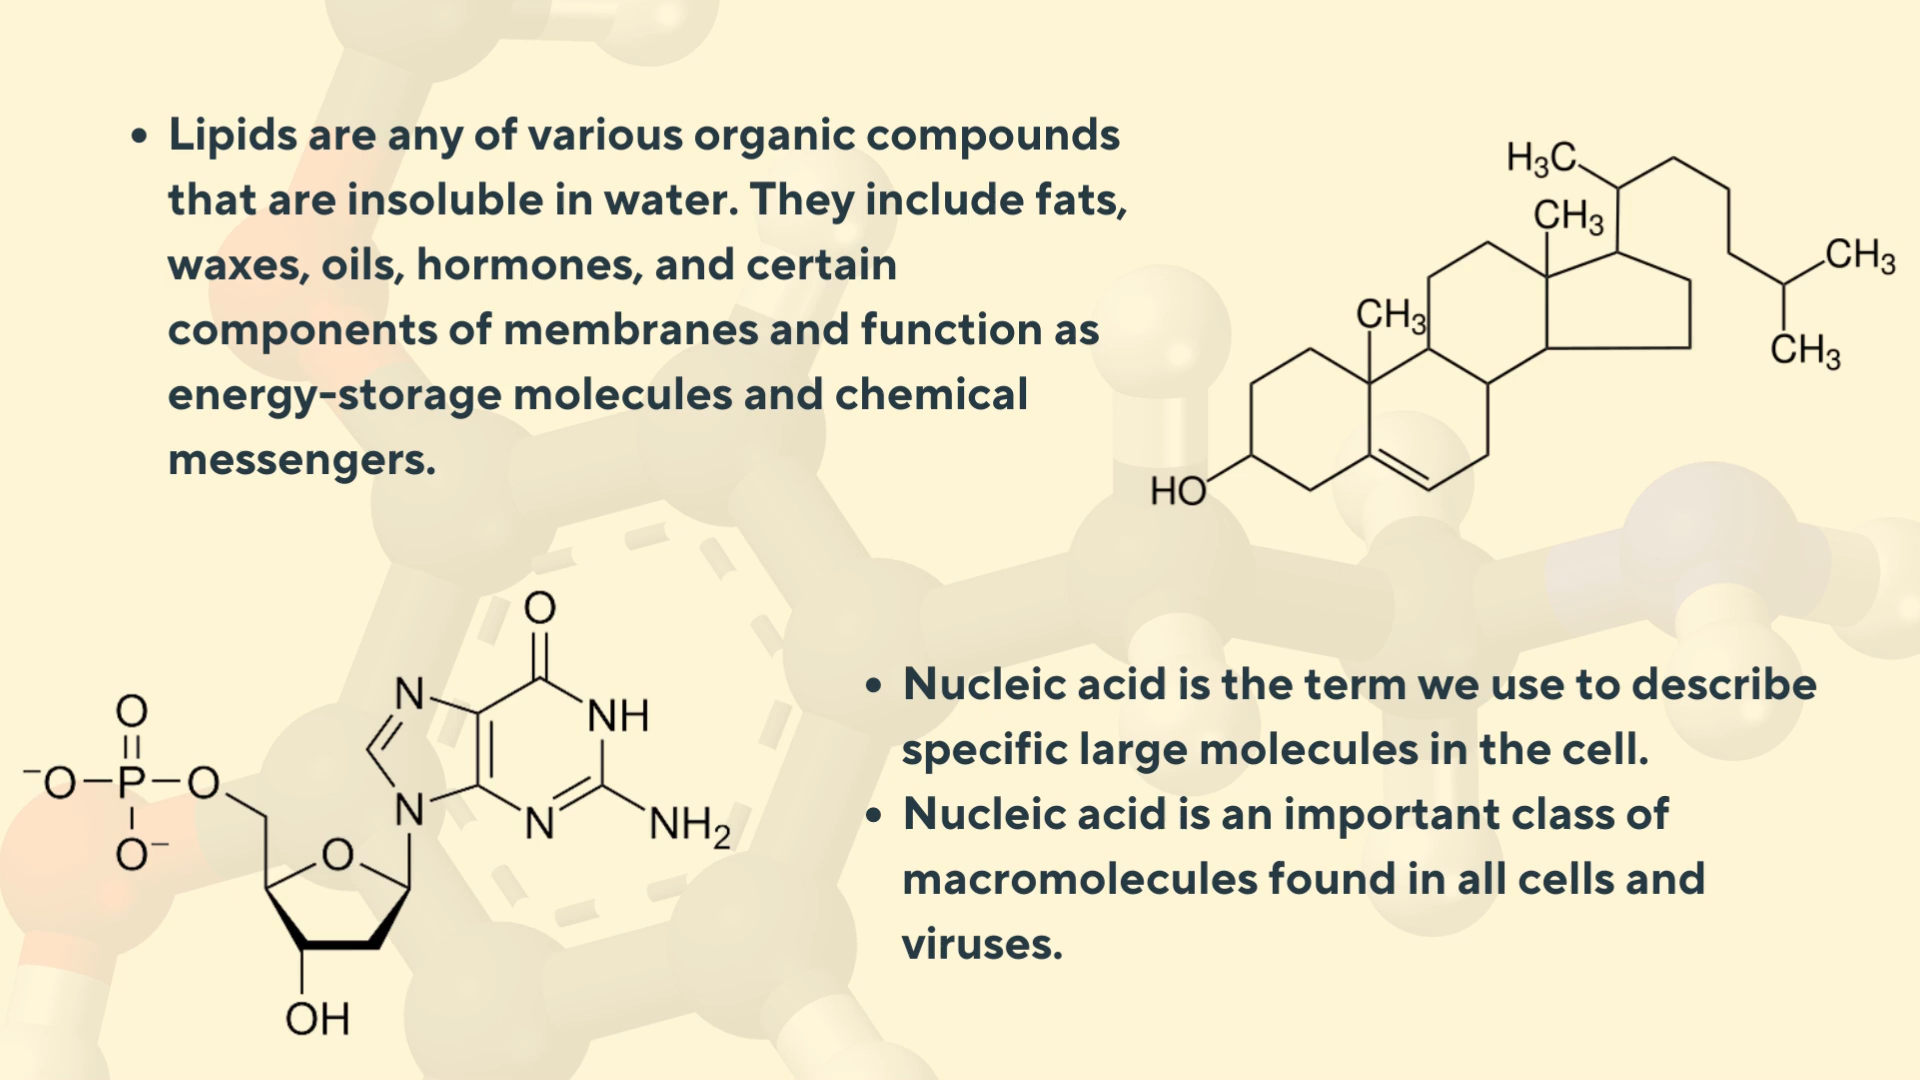 • Lipids are any of various organic compounds
that are insoluble in water. They include fats,
waxes, oils, hormones, and certain
components of membranes and function as
energy-storage molecules and chemical
messengers.
H₃C
CH₃
CH₃
CH₃
CH₃
HO
O
N
NH
O
⁻O–P–O
N
N
NH₂
O⁻
O
OH
• Nucleic acid is the term we use to describe
specific large molecules in the cell.
• Nucleic acid is an important class of
macromolecules found in all cells and
viruses.